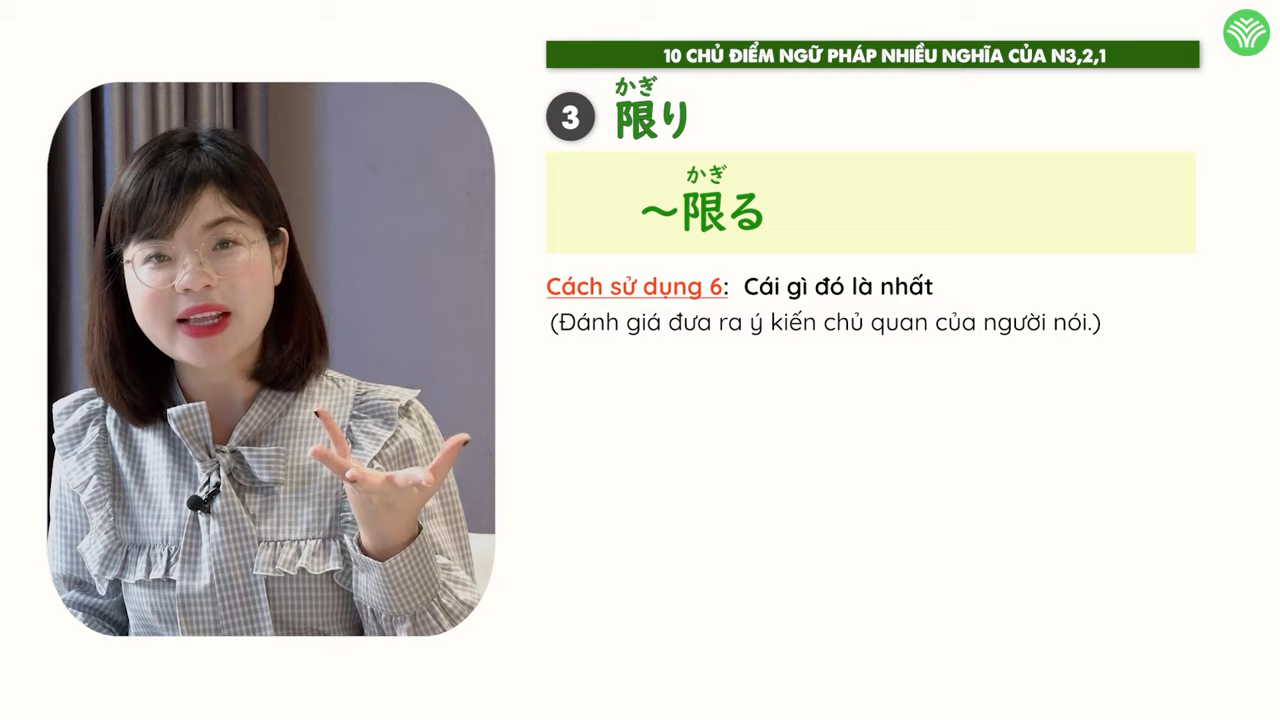 10 CHỦ ĐIỂM NGỮ PHÁP NHIỀU NGHĨA CỦA N3,2,1
かぎ
3 限り
かぎ
～限る
Cách sử dụng 6: Cái gì đó là nhất
(Đánh giá đưa ra ý kiến chủ quan của người nói.)